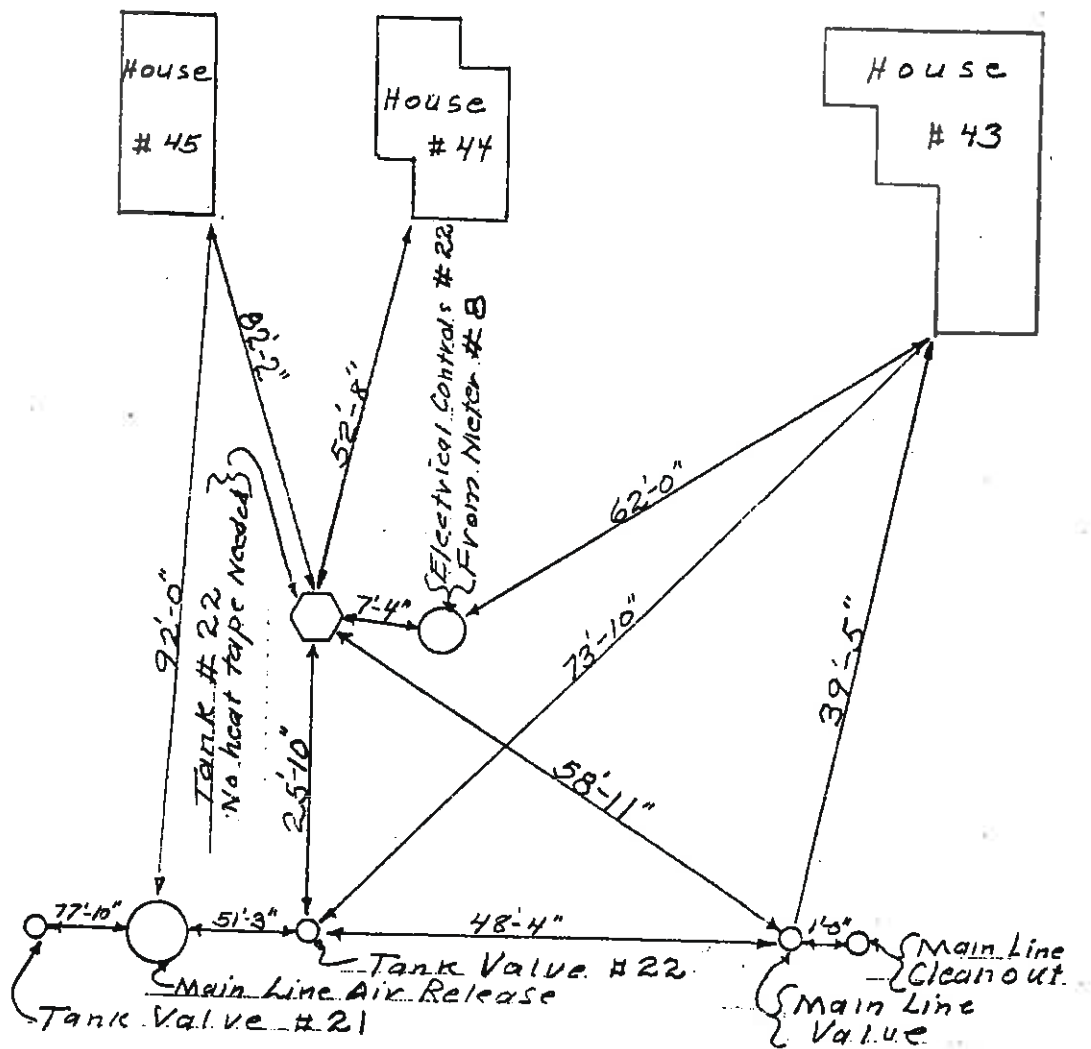 House
# 45
House
# 44
House
# 43
82'-2"
52'-8"
Electrical Controls #22
From Meter #8
62'-0"
92'-0"
Tank #22
No heat tape Needed
7'-4"
73'-10"
39'-5"
25'-10"
58'-11"
77'-10"
51'-3"
48'-4"
1'-0"
Tank Valve #22
Main Line
Cleanout
Main Line Air Release
Tank Valve #21
Main Line
Value